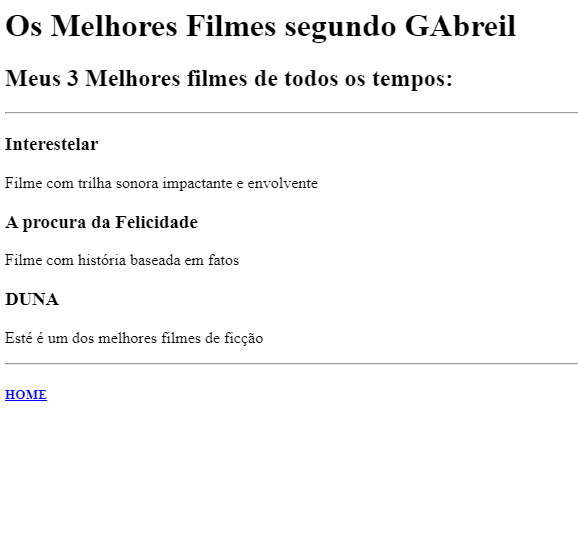 Os Melhores Filmes segundo GAbreil
Meus 3 Melhores filmes de todos os tempos:
Interestelar
Filme com trilha sonora impactante e envolvente
A procura da Felicidade
Filme com história baseada em fatos
DUNA
Esté é um dos melhores filmes de ficção
HOME